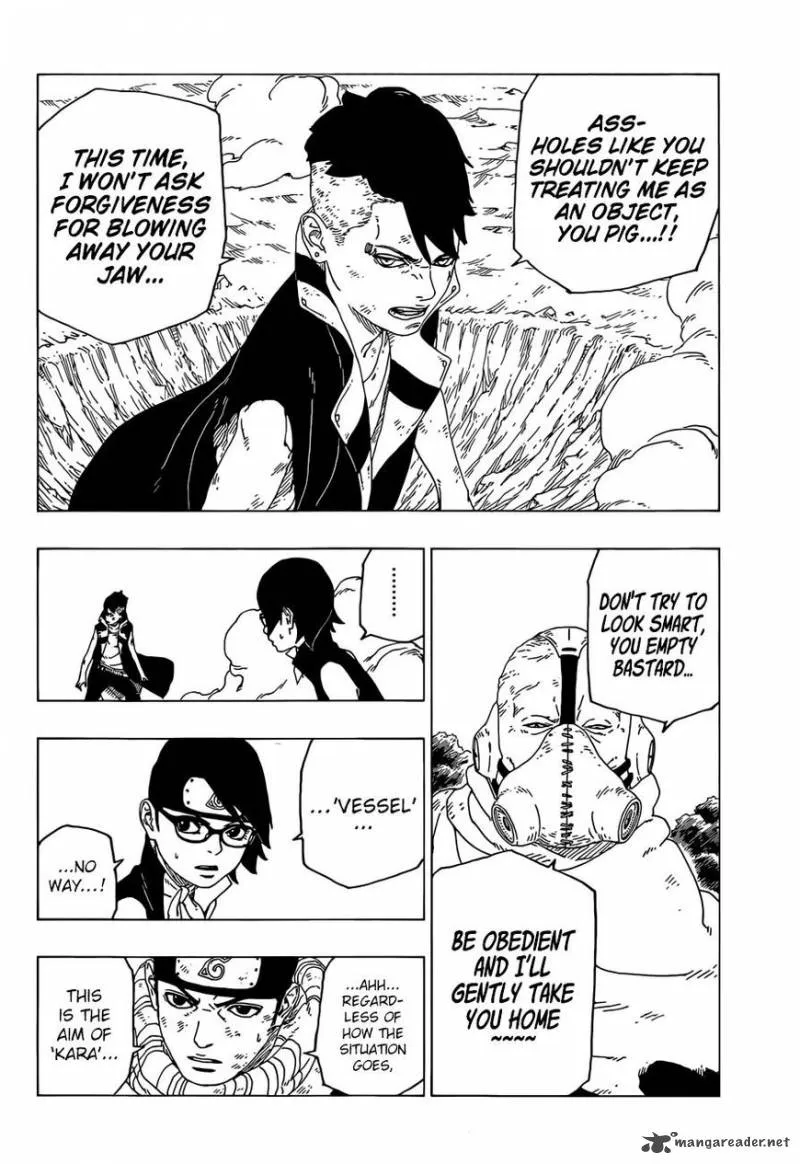 ASS-
HOLES LIKE YOU
SHOULDN'T KEEP
TREATING ME AS
AN OBJECT,
YOU PIG...!!
THIS TIME,
I WON'T ASK
FORGIVENESS
FOR BLOWING
AWAY YOUR
JAW...
DON'T TRY TO
LOOK SMART,
YOU EMPTY
BASTARD...
BE OBEDIENT
AND I'LL
GENTLY TAKE
YOU HOME
~~~~
.........
...'VESSEL'
...
...NO
WAY...!
...AHH...
REGARD-
LESS OF
HOW THE
SITUATION
GOES,
THIS
IS THE
AIM OF
'KARA'...
mangareader.net